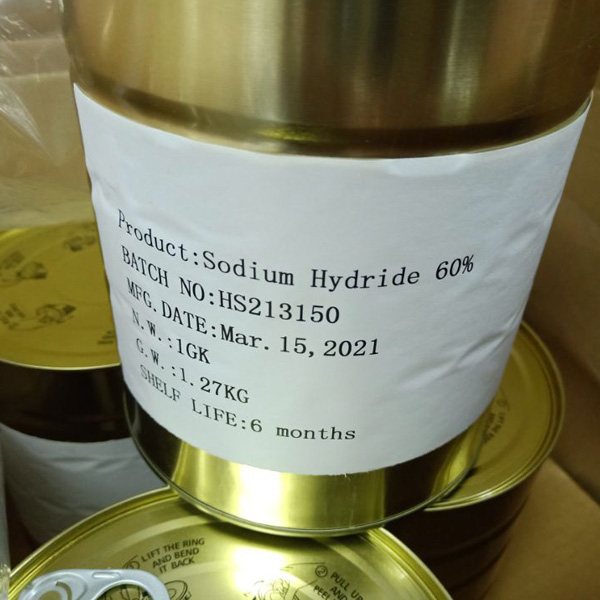 Product:Sodium Hydride 60%
BATCH NO:HS213150
MFG.DATE:Mar.15,2021
N.W.:1GK
G.W.:1.27KG
SHELF LIFE:6 months
LIFT THE RING
AND BEND
IT BACK
PULL UP
AND